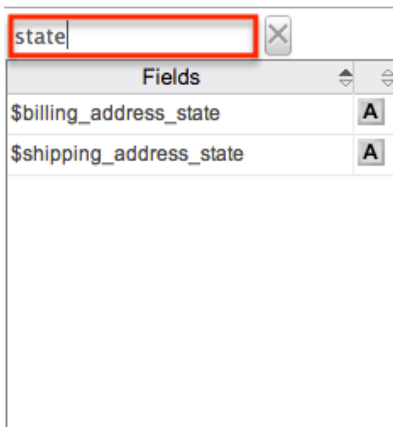 state
Fields
$billing_address_state A
$shipping_address_state A